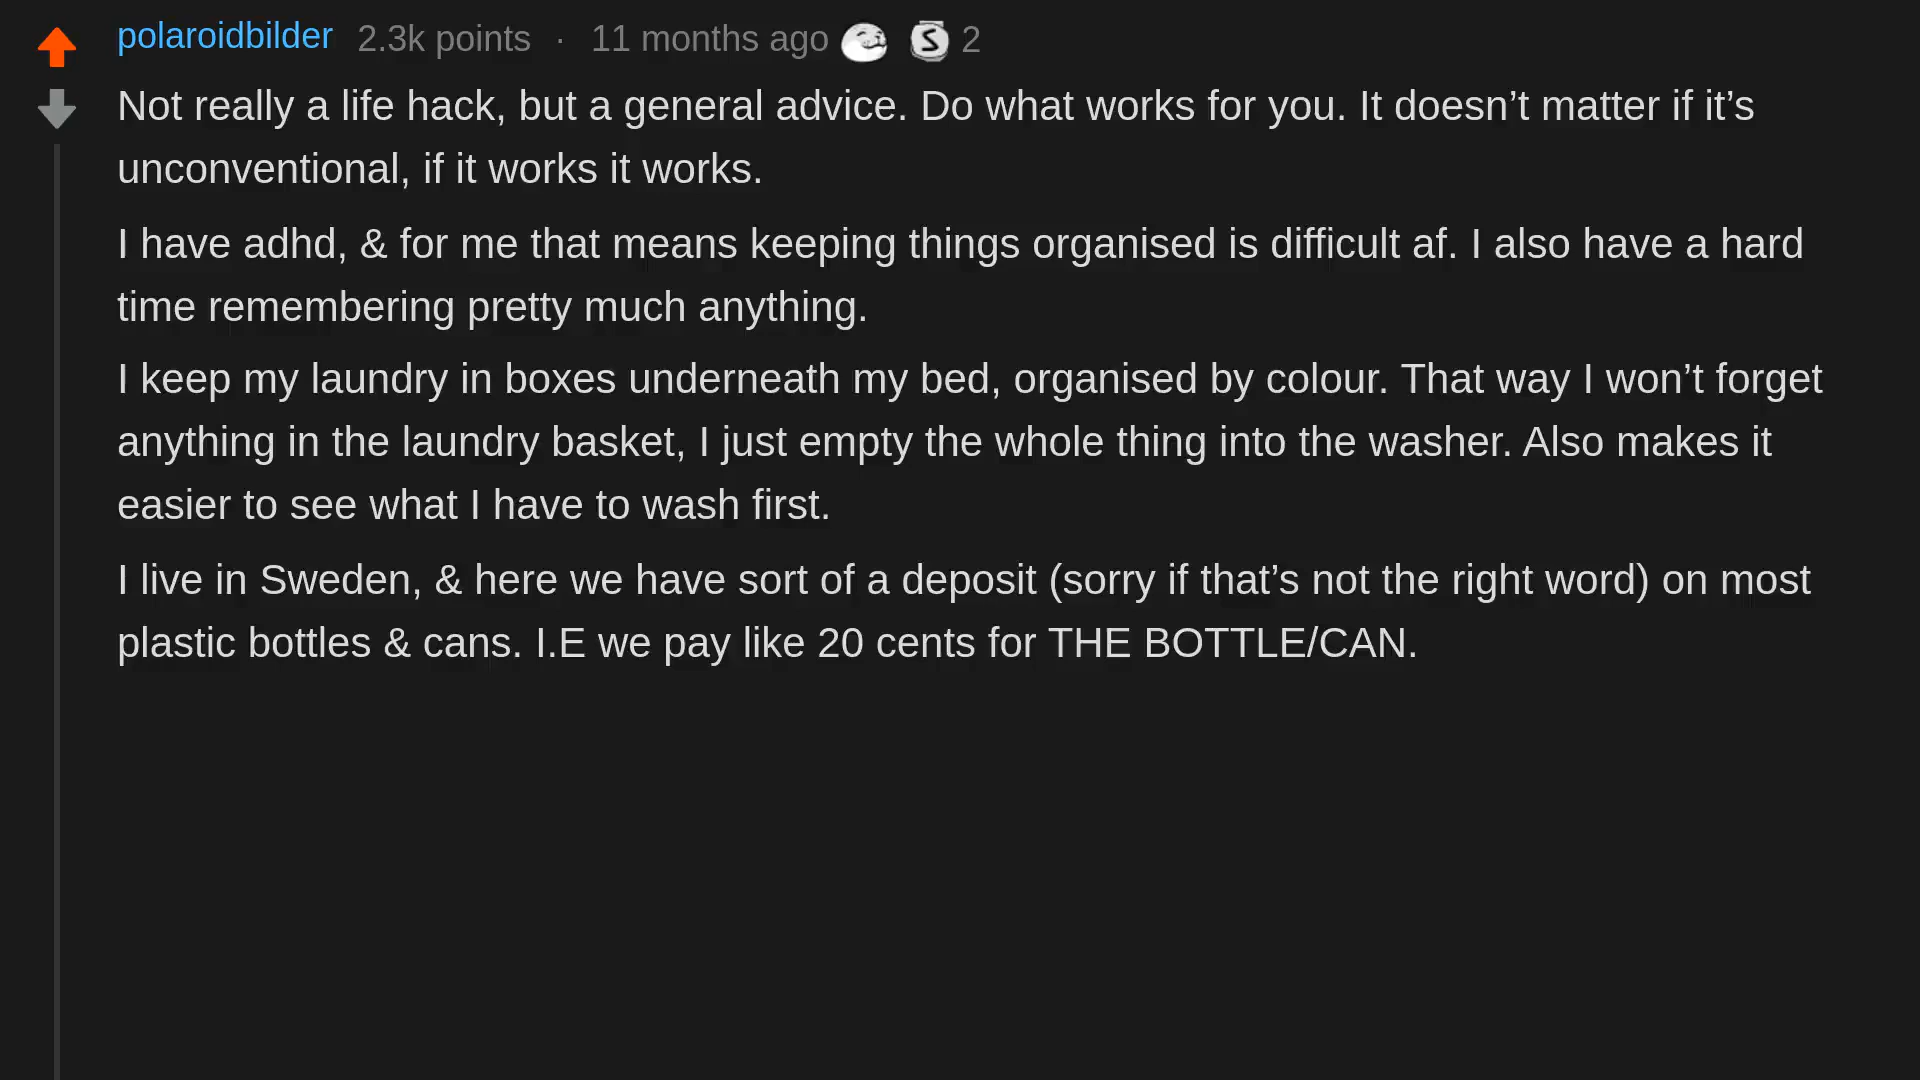 polaroidbilder 2.3k points · 11 months ago S 2
Not really a life hack, but a general advice. Do what works for you. It doesn’t matter if it’s
unconventional, if it works it works.
I have adhd, & for me that means keeping things organised is difficult af. I also have a hard
time remembering pretty much anything.
I keep my laundry in boxes underneath my bed, organised by colour. That way I won’t forget
anything in the laundry basket, I just empty the whole thing into the washer. Also makes it
easier to see what I have to wash first.
I live in Sweden, & here we have sort of a deposit (sorry if that’s not the right word) on most
plastic bottles & cans. I.E we pay like 20 cents for THE BOTTLE/CAN.